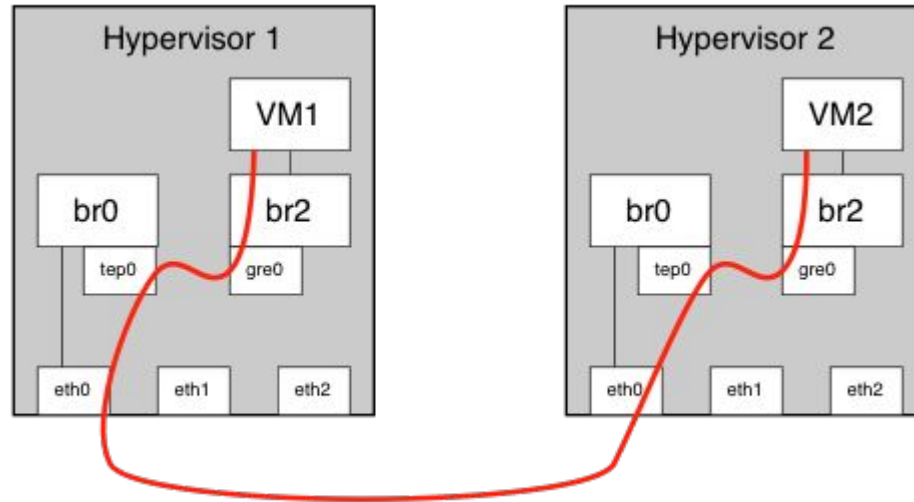 Hypervisor 1
VM1
br0
br2
tep0
gre0
eth0
eth1
eth2
Hypervisor 2
VM2
br0
br2
tep0
gre0
eth0
eth1
eth2